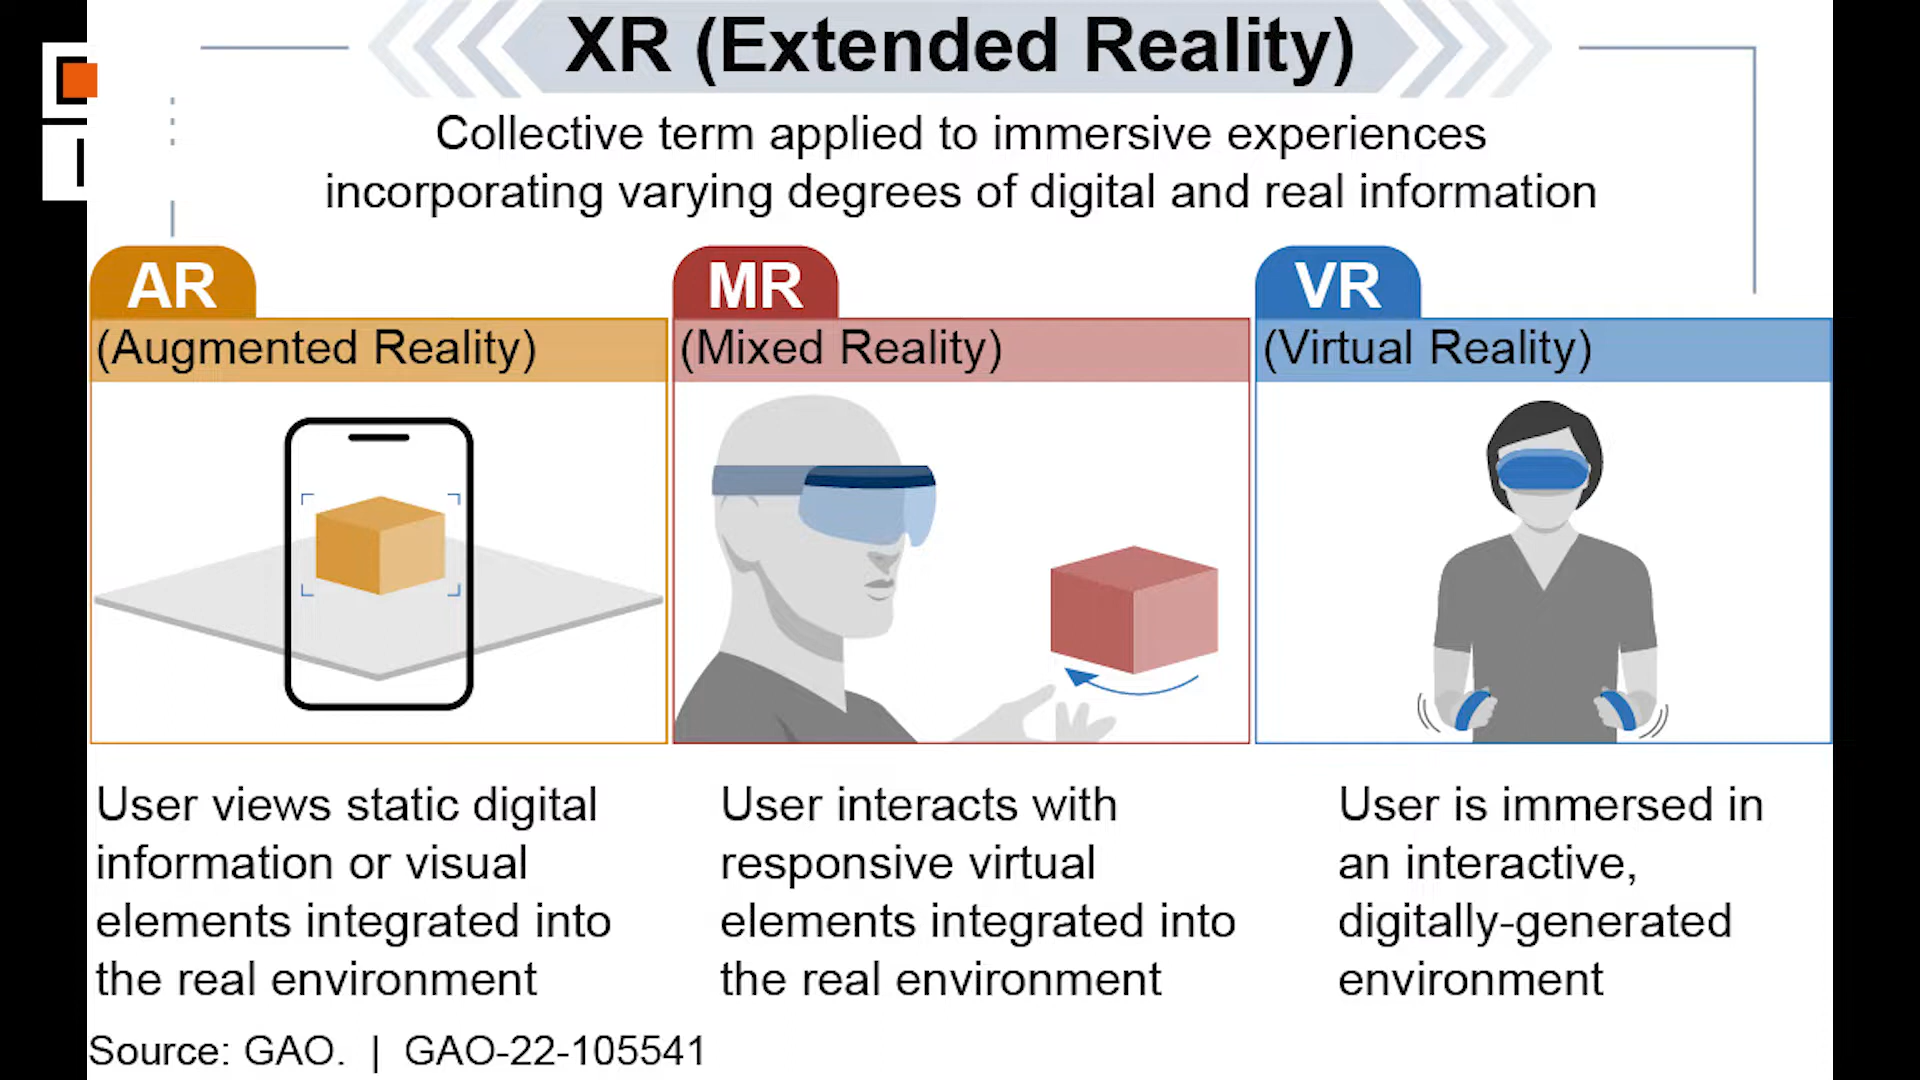 XR (Extended Reality)
Collective term applied to immersive experiences
incorporating varying degrees of digital and real information
AR
(Augmented Reality)
MR
(Mixed Reality)
VR
(Virtual Reality)
User views static digital
information or visual
elements integrated into
the real environment
User interacts with
responsive virtual
elements integrated into
the real environment
User is immersed in
an interactive,
digitally-generated
environment
Source: GAO. | GAO-22-105541